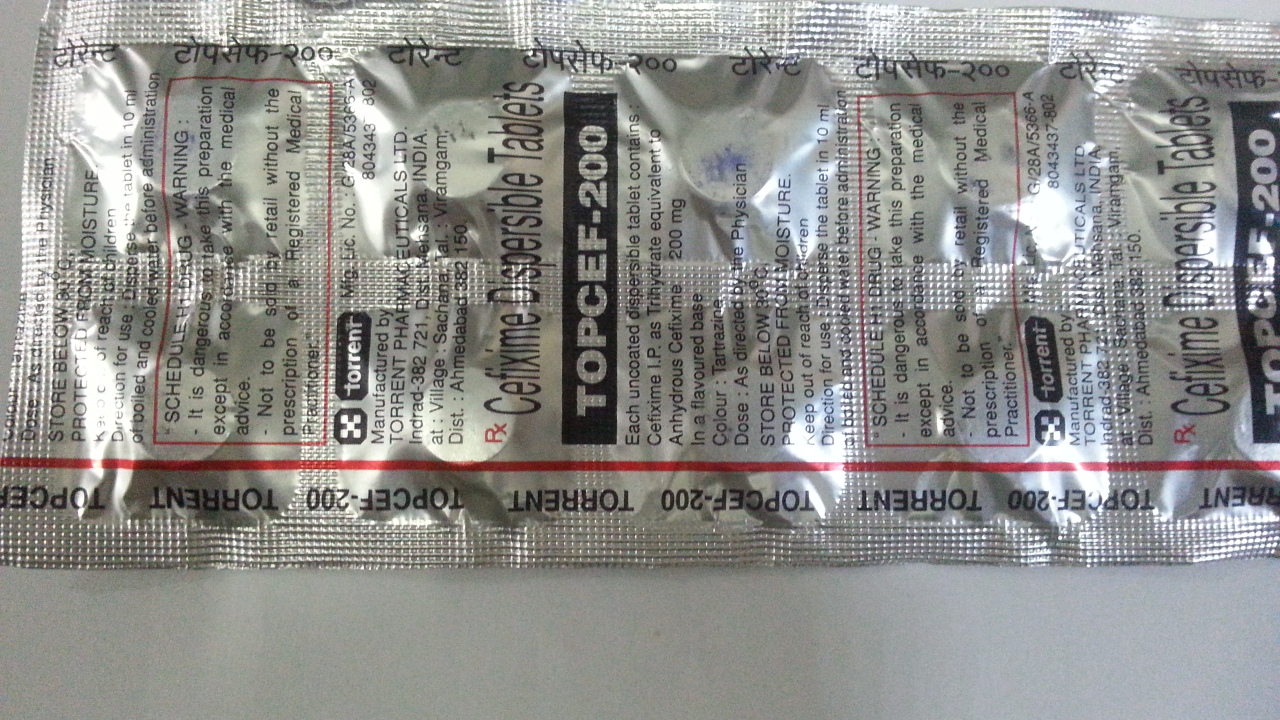 टोरेन्ट टोपसेफ-२०० टोरेन्ट टोपसेफ-२०० टोरेन्ट टोपसेफ-२०० टोरेन्ट टोपसेफ-
Dose : As directed by the Physician
STORE BELOW 30°C.
PROTECTED FROM MOISTURE.
Keep out of reach of children
Direction for use Disperse the tablet in 10 ml
of boiled and cooled water before administration
"SCHEDULE H DRUG - WARNING :
- It is dangerous to take this preparation
except in accordance with the medical
advice.
- Not to be sold by retail without the
prescription of a Registered Medical
Practitioner."
torrent Mfg. Lic. No. : G/28A/5366-A
8043437-802
Manufactured by
TORRENT PHARMACEUTICALS LTD.
Indrad-382 721, Dist. Mehsana, INDIA.
at : Village : Sachana, Tal. : Viramgam,
Dist. : Ahmedabad-382 150.
Rx Cefixime Dispersible Tablets
TOPCEF-200
Each uncoated dispersible tablet contains :
Cefixime I.P. as Trihydrate equivalent to
Anhydrous Cefixime 200 mg
In a flavoured base
Colour : Tartrazine
Dose : As directed by the Physician
STORE BELOW 30°C.
PROTECTED FROM MOISTURE.
Keep out of reach of children
Direction for use Disperse the tablet in 10 ml
of boiled and cooled water before administration
"SCHEDULE H DRUG - WARNING :
- It is dangerous to take this preparation
except in accordance with the medical
advice.
- Not to be sold by retail without the
prescription of a Registered Medical
Practitioner."
torrent Mfg. Lic. No. : G/28A/5366-A
8043437-802
Manufactured by
TORRENT PHARMACEUTICALS LTD.
Indrad-382 721, Dist. Mehsana, INDIA.
at : Village Sachana, Tal. Viramgam,
Dist. Ahmedabad 382 150.
Rx Cefixime Dispersible Tablets
TOPCEF-200
TORRENT TOPCEF-200 TORRENT TOPCEF-200 TORRENT TOPCEF-200 TORRENT TOPCEF